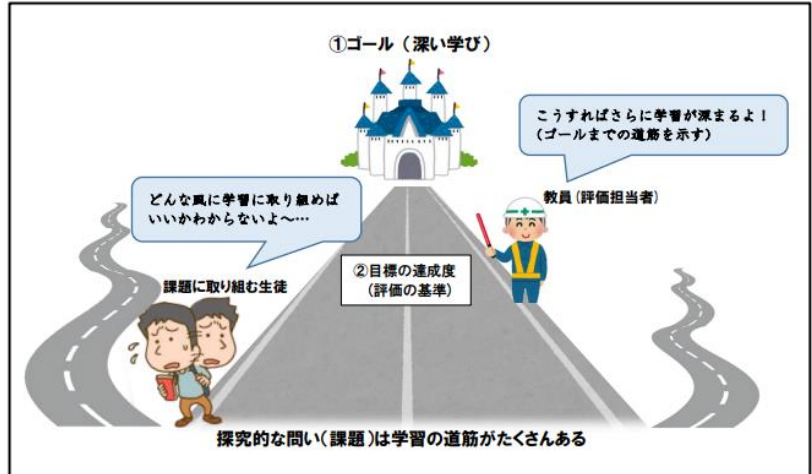 ①ゴール（深い学び）
こうすればさらに学習が深まるよ！
（ゴールまでの道筋を示す）
教員（評価担当者）
どんな風に学習に取り組めば
いいかわからないよ～…
課題に取り組む生徒
②目標の達成度
（評価の基準）
探究的な問い（課題）は学習の道筋がたくさんある